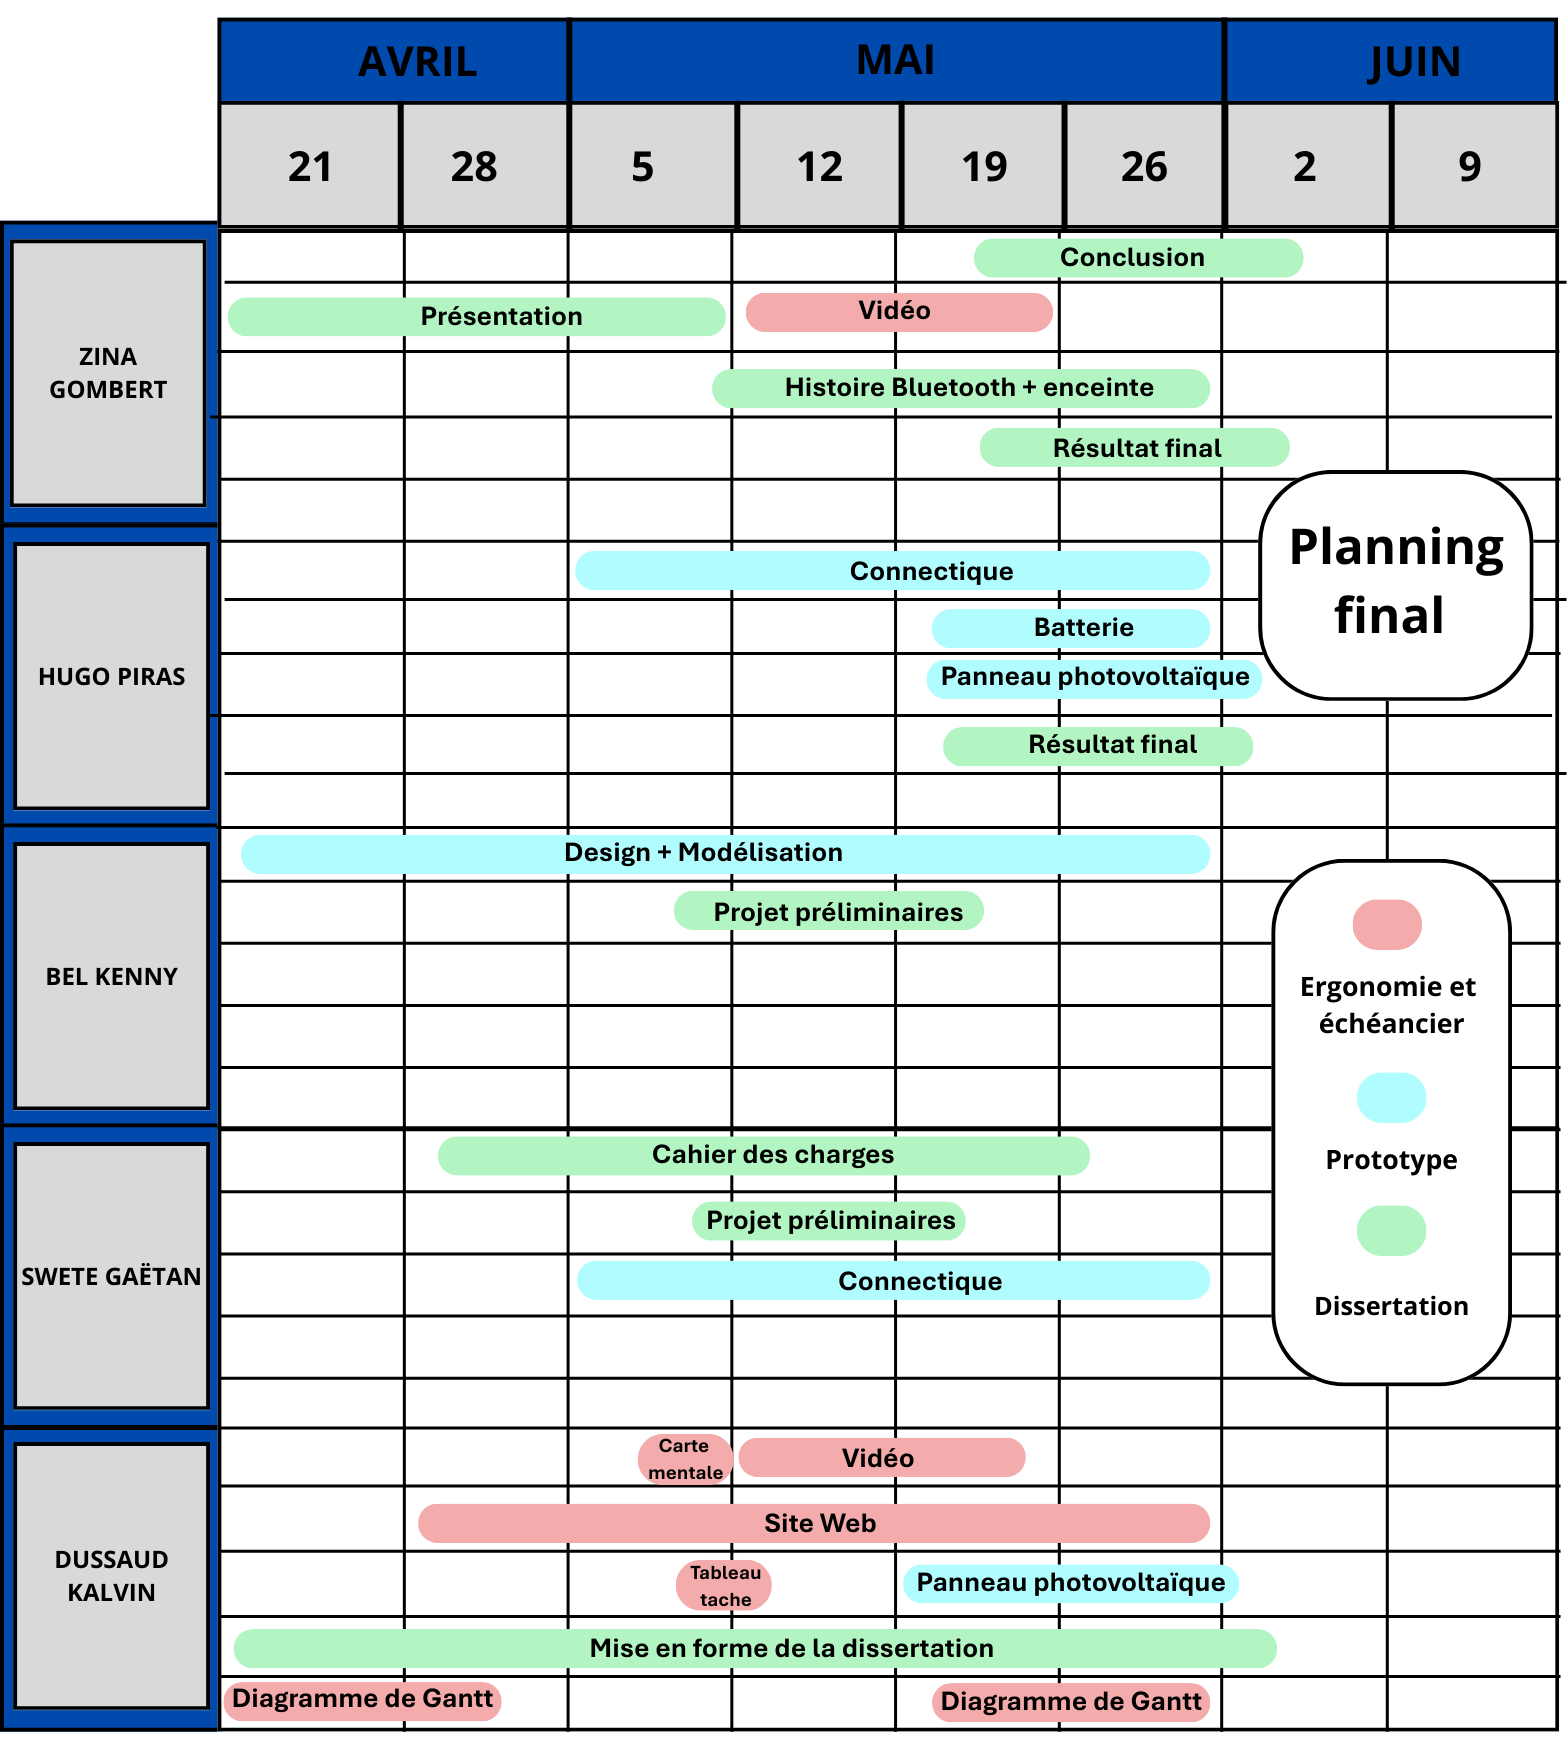 AVRIL MAI JUIN
21 28 5 12 19 26 2 9
ZINA
GOMBERT
Conclusion
Présentation Vidéo
Histoire Bluetooth + enceinte
Résultat final
Planning
final
HUGO PIRAS
Connectique
Batterie
Panneau photovoltaïque
Résultat final
BEL KENNY
Design + Modélisation
Projet préliminaires
Ergonomie et
échéancier
Prototype
Dissertation
SWETE GAËTAN
Cahier des charges
Projet préliminaires
Connectique
DUSSAUD
KALVIN
Carte
mentale
Vidéo
Site Web
Tableau
tache
Panneau photovoltaïque
Mise en forme de la dissertation
Diagramme de Gantt Diagramme de Gantt